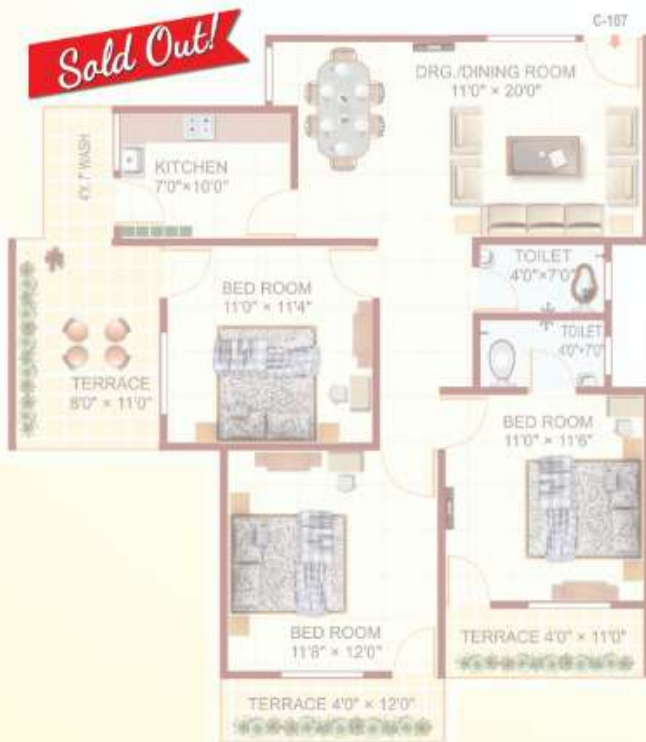 Sold Out!
C-107
DRG./DINING ROOM
11'0" × 20'0"
4'X 7' WASH
KITCHEN
7'0"×10'0"
TOILET
4'0"×7'0"
BED ROOM
11'0" × 11'4"
TOILET
4'0"×7'0"
TERRACE
8'0" × 11'0"
BED ROOM
11'0" × 11'6"
BED ROOM
11'8" × 12'0"
TERRACE 4'0" × 11'0"
TERRACE 4'0" × 12'0"